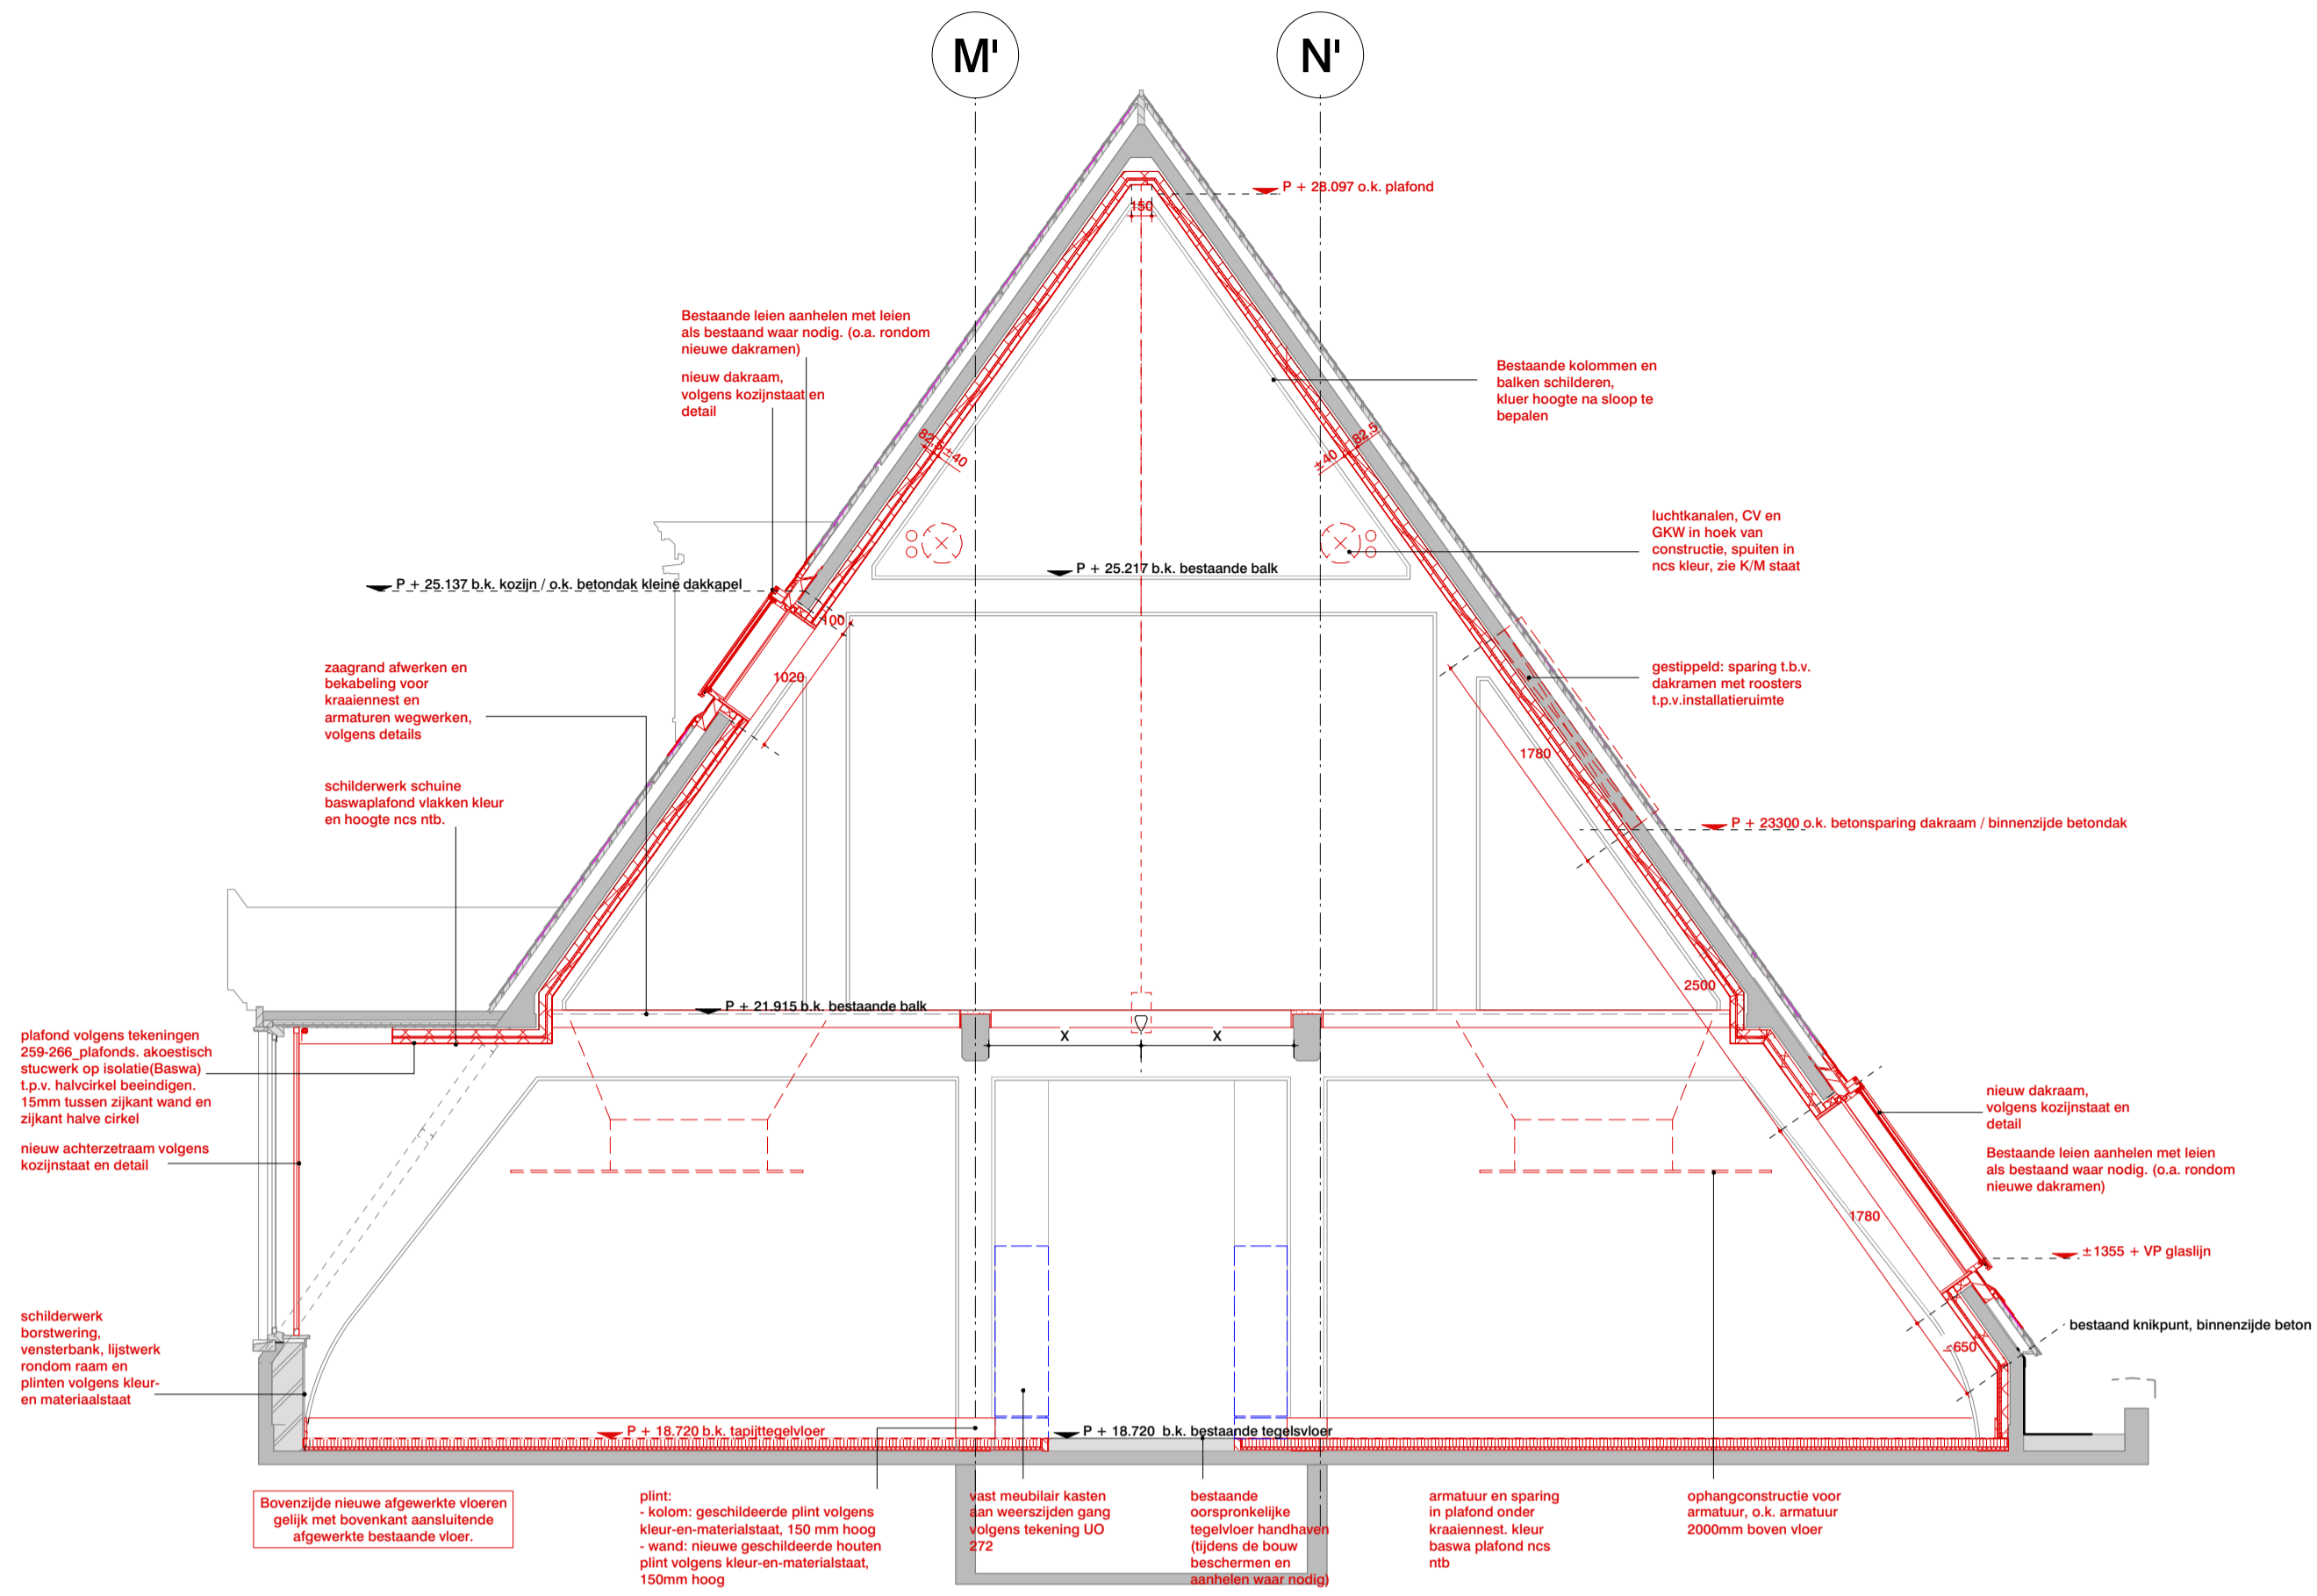 M'
N'
P + 28.097 o.k. plafond
150
Bestaande leien aanhelen met leien
als bestaand waar nodig. (o.a. rondom
nieuwe dakramen)
nieuw dakraam,
volgens kozijnstaat en
detail
Bestaande kolommen en
balken schilderen,
kluer hoogte na sloop te
bepalen
82.5
±40
82.5
±40
luchtkanalen, CV en
GKW in hoek van
constructie, spuiten in
ncs kleur, zie K/M staat
P + 25.217 b.k. bestaande balk
P + 25.137 b.k. kozijn / o.k. betondak kleine dakkapel
100
1020
zaagrand afwerken en
bekabeling voor
kraaiennest en
armaturen wegwerken,
volgens details
gestippeld: sparing t.b.v.
dakramen met roosters
t.p.v.installatieruimte
1780
schilderwerk schuine
baswaplafond vlakken kleur
en hoogte ncs ntb.
P + 23300 o.k. betonsparing dakraam / binnenzijde betondak
2500
P + 21.915 b.k. bestaande balk
X
X
plafond volgens tekeningen
259-266_plafonds. akoestisch
stucwerk op isolatie(Baswa)
t.p.v. halvcirkel beeindigen.
15mm tussen zijkant wand en
zijkant halve cirkel
nieuw achterzetraam volgens
kozijnstaat en detail
nieuw dakraam,
volgens kozijnstaat en
detail
Bestaande leien aanhelen met leien
als bestaand waar nodig. (o.a. rondom
nieuwe dakramen)
1780
±1355 + VP glaslijn
schilderwerk
borstwering,
vensterbank, lijstwerk
rondom raam en
plinten volgens kleur-
en materiaalstaat
bestaand knikpunt, binnenzijde beton
±650
P + 18.720 b.k. tapijttegelvloer
P + 18.720 b.k. bestaande tegelsvloer
Bovenzijde nieuwe afgewerkte vloeren
gelijk met bovenkant aansluitende
afgewerkte bestaande vloer.
plint:
- kolom: geschilderde plint volgens
kleur-en-materialstaat, 150 mm hoog
- wand: nieuwe geschilderde houten
plint volgens kleur-en-materialstaat,
150mm hoog
vast meubilair kasten
aan weerszijden gang
volgens tekening UO
272
bestaande
oorspronkelijke
tegelvloer handhaven
(tijdens de bouw
beschermen en
aanhelen waar nodig)
armatuur en sparing
in plafond onder
kraaiennest. kleur
baswa plafond ncs
ntb
ophangconstructie voor
armatuur, o.k. armatuur
2000mm boven vloer